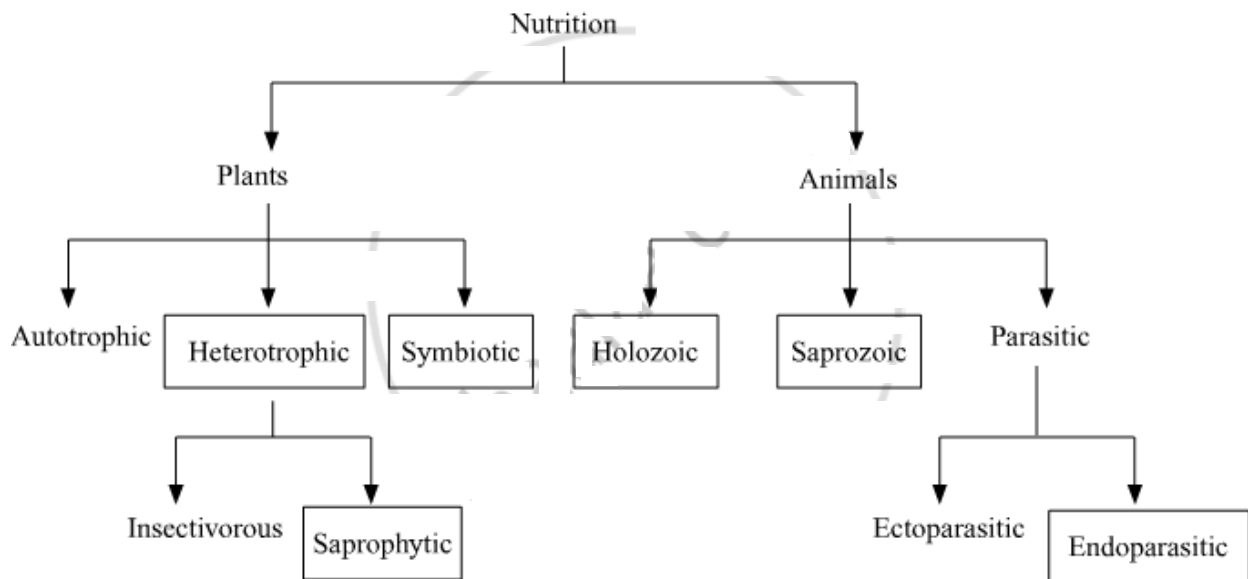 Nutrition
Plants
Animals
Autotrophic
Heterotrophic
Symbiotic
Holozoic
Saprozoic
Parasitic
Insectivorous
Saprophytic
Ectoparasitic
Endoparasitic